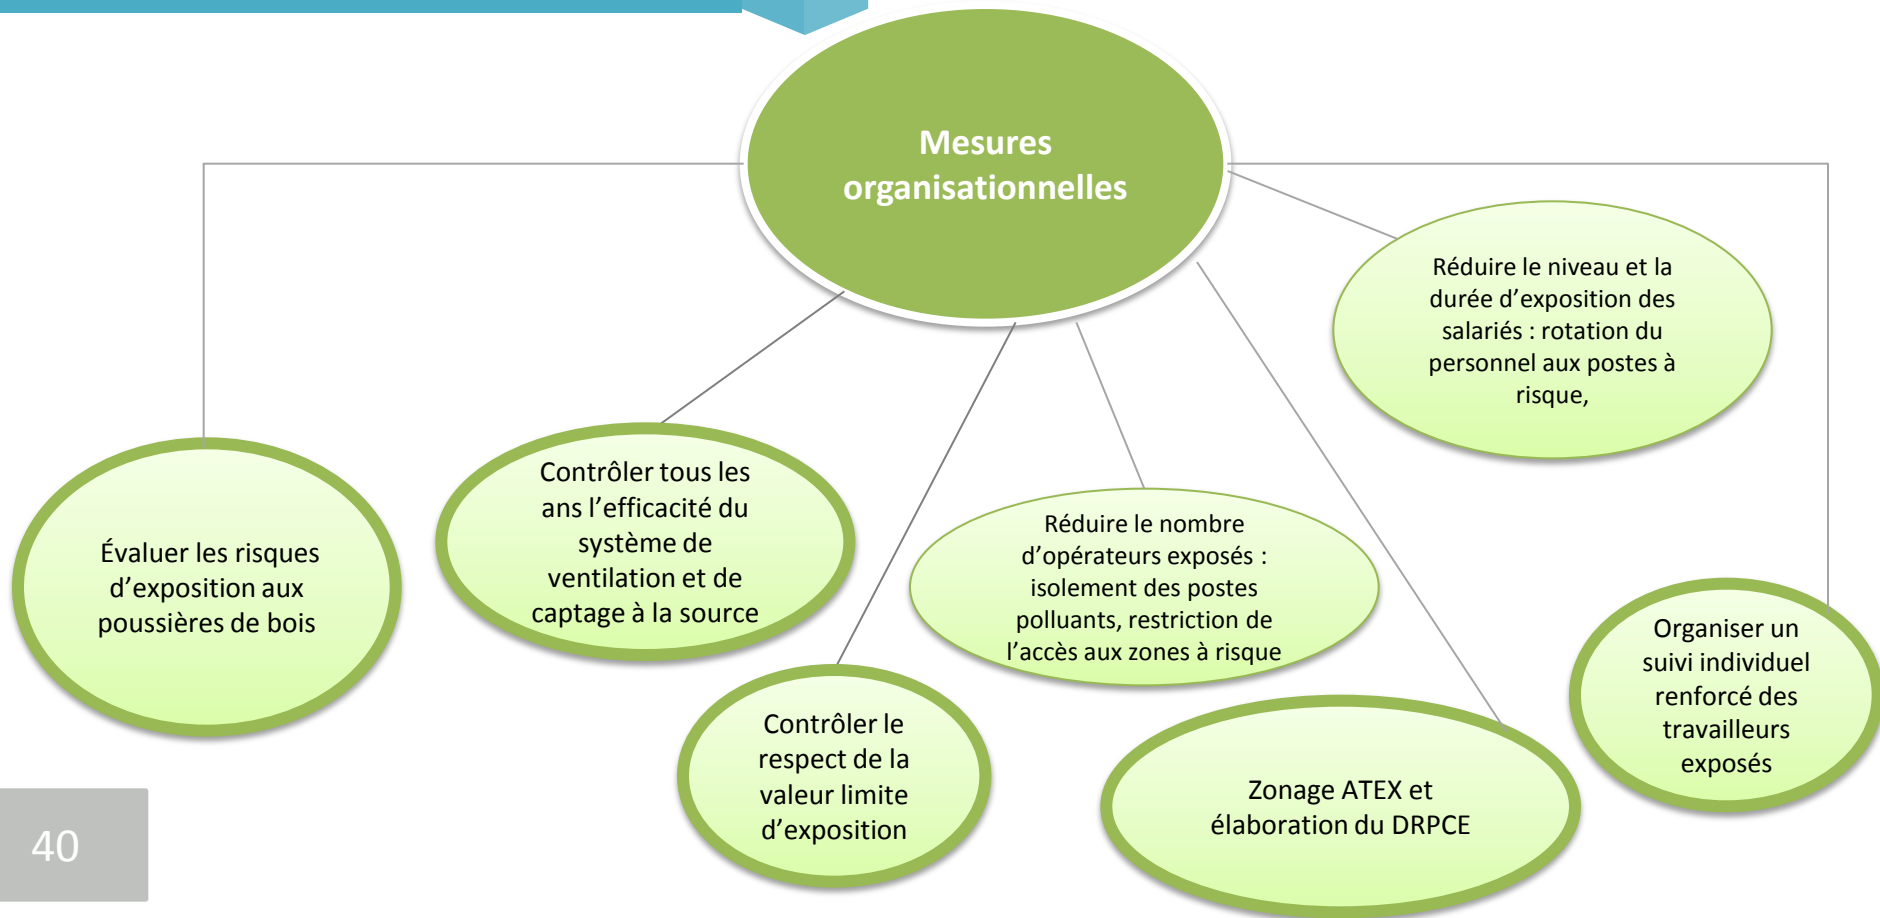 Mesures
organisationnelles
Réduire le niveau et la
durée d’exposition des
salariés : rotation du
personnel aux postes à
risque,
Évaluer les risques
d’exposition aux
poussières de bois
Contrôler tous les
ans l’efficacité du
système de
ventilation et de
captage à la source
Réduire le nombre
d’opérateurs exposés :
isolement des postes
polluants, restriction de
l’accès aux zones à risque
Organiser un
suivi individuel
renforcé des
travailleurs
exposés
Contrôler le
respect de la
valeur limite
d’exposition
Zonage ATEX et
élaboration du DRPCE
40